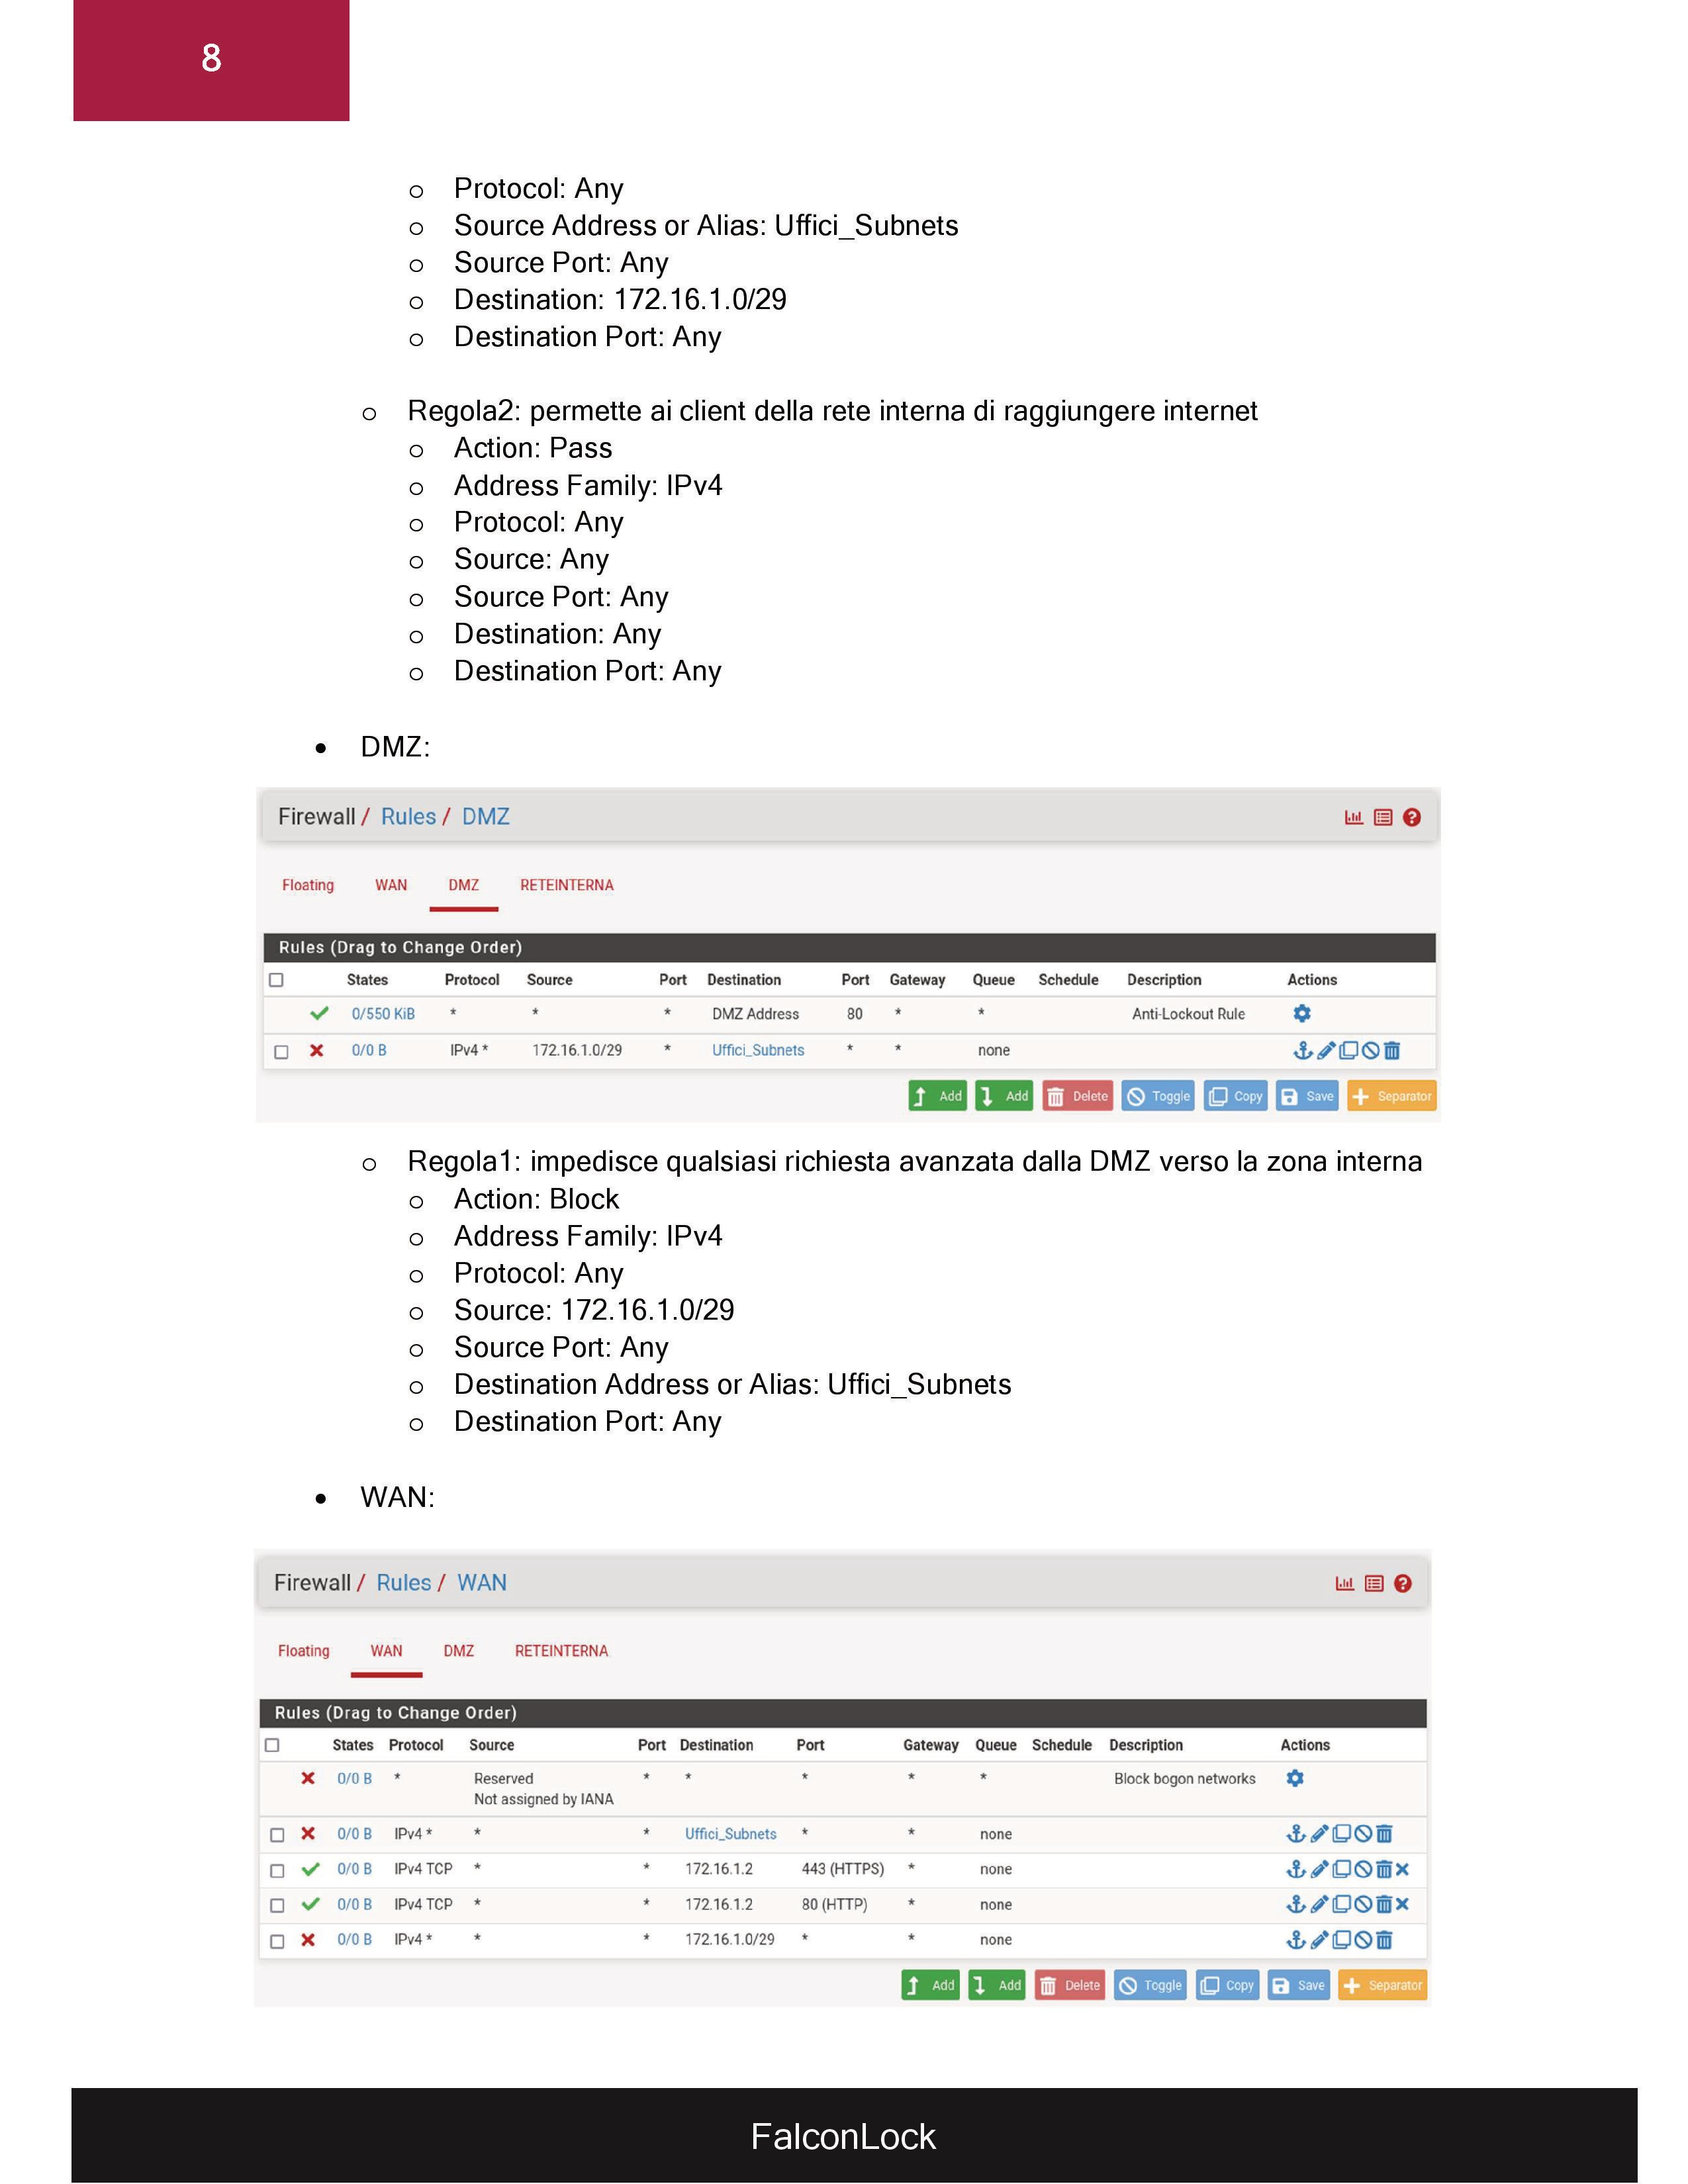 8
o Protocol: Any
o Source Address or Alias: Uffici_Subnets
o Source Port: Any
o Destination: 172.16.1.0/29
o Destination Port: Any
o Regola2: permette ai client della rete interna di raggiungere internet
o Action: Pass
o Address Family: IPv4
o Protocol: Any
o Source: Any
o Source Port: Any
o Destination: Any
o Destination Port: Any
• DMZ:
Firewall / Rules / DMZ
Floating WAN DMZ RETEINTERNA
Rules (Drag to Change Order)
States Protocol Source Port Destination Port Gateway Queue Schedule Description Actions
0/550 KiB * * * DMZ Address 80 * * Anti-Lockout Rule
0/0 B IPv4 * 172.16.1.0/29 * Uffici_Subnets * * none
Add Add Delete Toggle Copy Save Separator
o Regola1: impedisce qualsiasi richiesta avanzata dalla DMZ verso la zona interna
o Action: Block
o Address Family: IPv4
o Protocol: Any
o Source: 172.16.1.0/29
o Source Port: Any
o Destination Address or Alias: Uffici_Subnets
o Destination Port: Any
• WAN:
Firewall / Rules / WAN
Floating WAN DMZ RETEINTERNA
Rules (Drag to Change Order)
States Protocol Source Port Destination Port Gateway Queue Schedule Description Actions
0/0 B * Reserved * * * * * Block bogon networks
Not assigned by IANA
0/0 B IPv4 * * * Uffici_Subnets * * none
0/0 B IPv4 TCP * * 172.16.1.2 443 (HTTPS) * none
0/0 B IPv4 TCP * * 172.16.1.2 80 (HTTP) * none
0/0 B IPv4 * * * 172.16.1.0/29 * * none
Add Add Delete Toggle Copy Save Separator
FalconLock